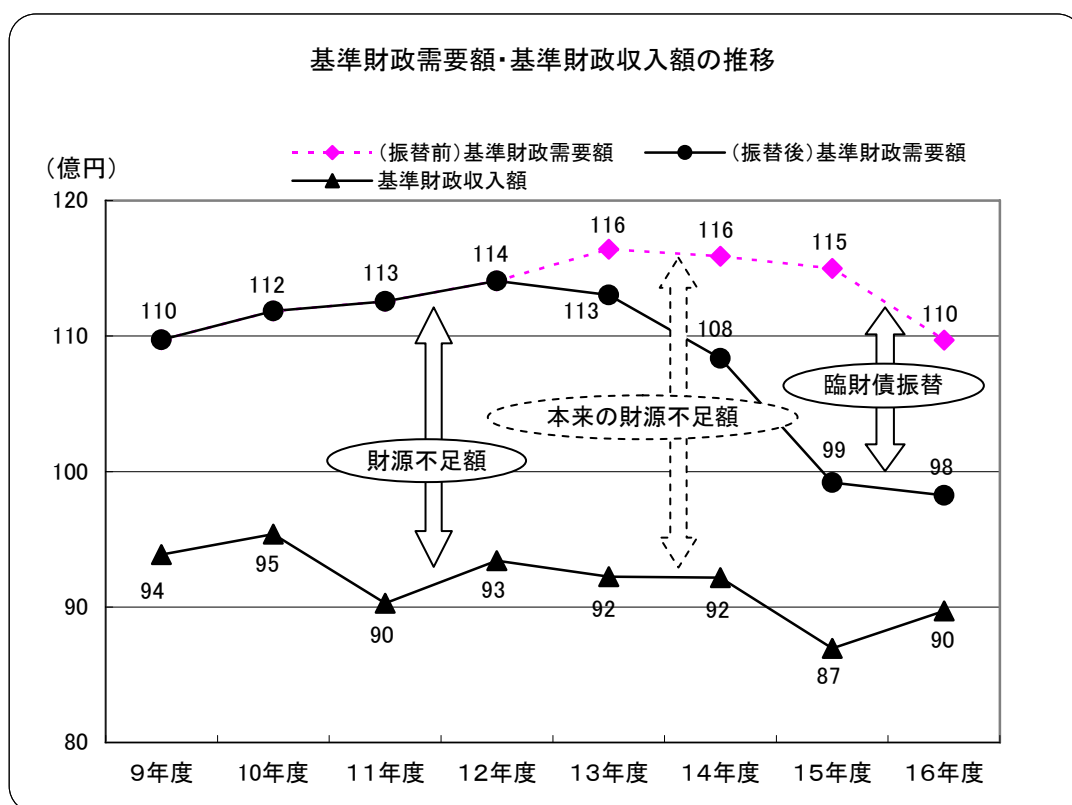 基準財政需要額・基準財政収入額の推移
(振替前)基準財政需要額 (振替後)基準財政需要額
基準財政収入額
(億円)
120
110
100
90
80
110 112 113 114 116 116 115 110
113 108 99 98
94 95 90 93 92 92 87 90
財源不足額
本来の財源不足額
臨財債振替
9年度 10年度 11年度 12年度 13年度 14年度 15年度 16年度